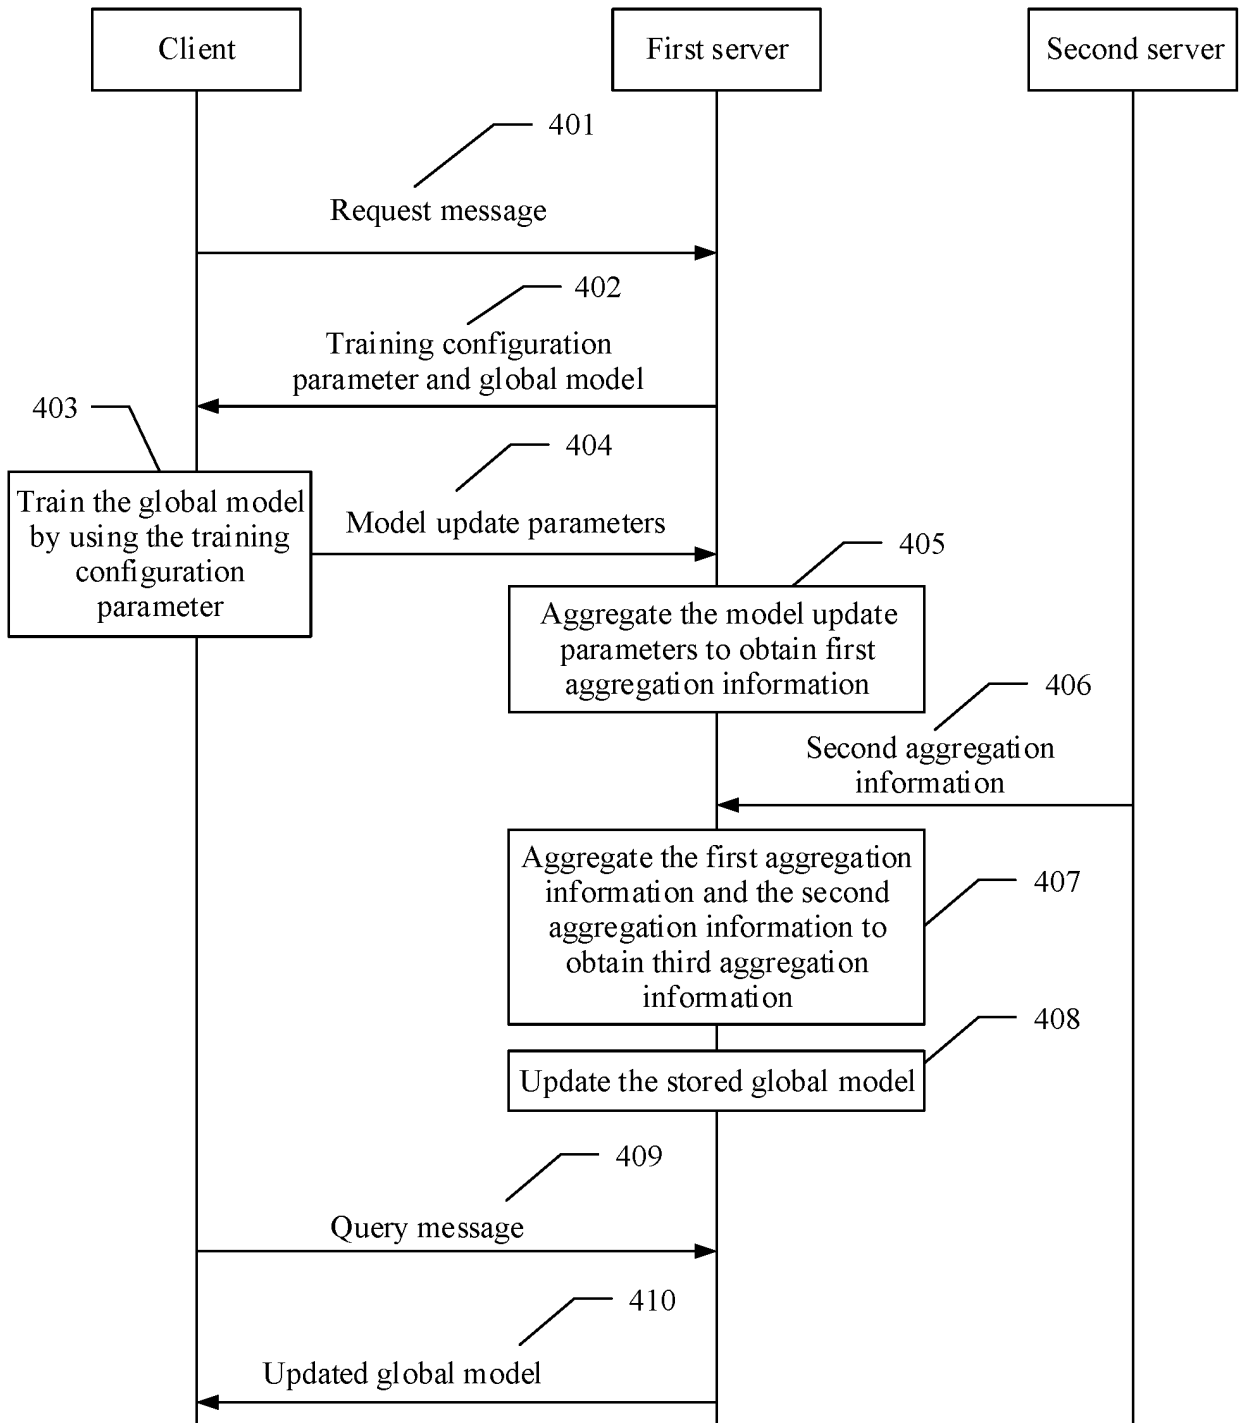 Client
First server
Second server
401
Request message
402
Training configuration
parameter and global model
403
404
Train the global model
by using the training
configuration
parameter
Model update parameters
405
Aggregate the model update
parameters to obtain first
aggregation information
406
Second aggregation
information
Aggregate the first aggregation
information and the second
aggregation information to
obtain third aggregation
information
407
408
Update the stored global model
409
Query message
410
Updated global model